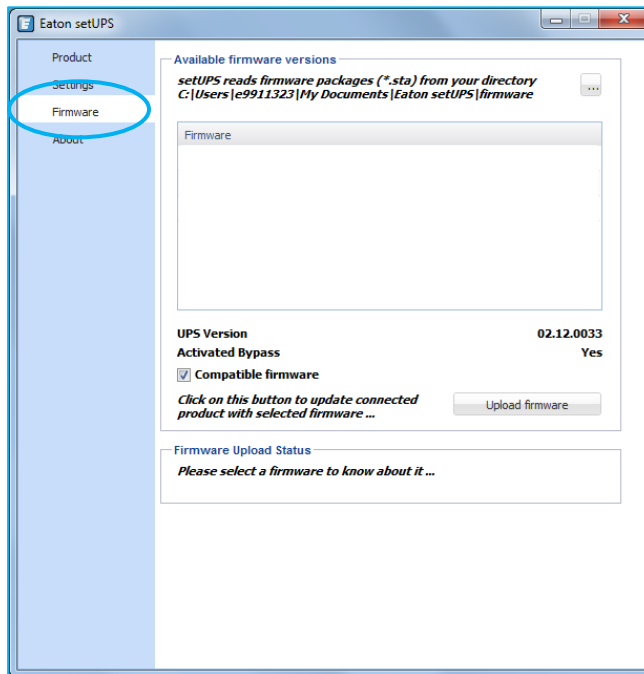 Eaton setUPS
Product
Settings
Firmware
About
Available firmware versions
setUPS reads firmware packages (*.sta) from your directory
C:|Users|e9911323|My Documents|Eaton setUPS|firmware
...
Firmware
UPS Version 02.12.0033
Activated Bypass Yes
Compatible firmware
Click on this button to update connected
product with selected firmware ...
Upload firmware
Firmware Upload Status
Please select a firmware to know about it ...